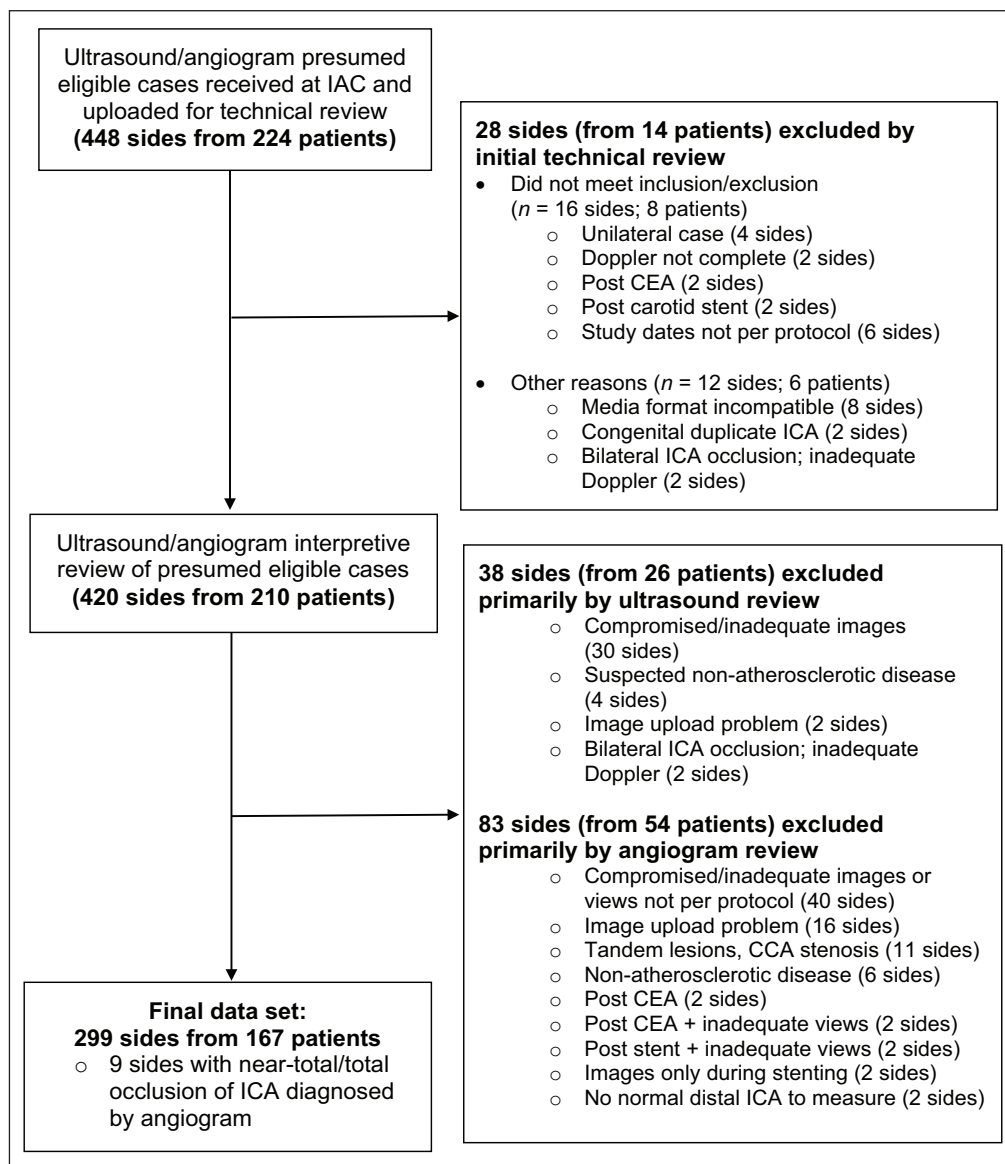 Ultrasound/angiogram presumed
eligible cases received at IAC and
uploaded for technical review
(448 sides from 224 patients)
28 sides (from 14 patients) excluded by
initial technical review
• Did not meet inclusion/exclusion
(n = 16 sides; 8 patients)
o Unilateral case (4 sides)
o Doppler not complete (2 sides)
o Post CEA (2 sides)
o Post carotid stent (2 sides)
o Study dates not per protocol (6 sides)
• Other reasons (n = 12 sides; 6 patients)
o Media format incompatible (8 sides)
o Congenital duplicate ICA (2 sides)
o Bilateral ICA occlusion; inadequate
Doppler (2 sides)
Ultrasound/angiogram interpretive
review of presumed eligible cases
(420 sides from 210 patients)
38 sides (from 26 patients) excluded
primarily by ultrasound review
o Compromised/inadequate images
(30 sides)
o Suspected non-atherosclerotic disease
(4 sides)
o Image upload problem (2 sides)
o Bilateral ICA occlusion; inadequate
Doppler (2 sides)
83 sides (from 54 patients) excluded
primarily by angiogram review
o Compromised/inadequate images or
views not per protocol (40 sides)
o Image upload problem (16 sides)
o Tandem lesions, CCA stenosis (11 sides)
o Non-atherosclerotic disease (6 sides)
o Post CEA (2 sides)
o Post CEA + inadequate views (2 sides)
o Post stent + inadequate views (2 sides)
o Images only during stenting (2 sides)
o No normal distal ICA to measure (2 sides)
Final data set:
299 sides from 167 patients
o 9 sides with near-total/total
occlusion of ICA diagnosed
by angiogram